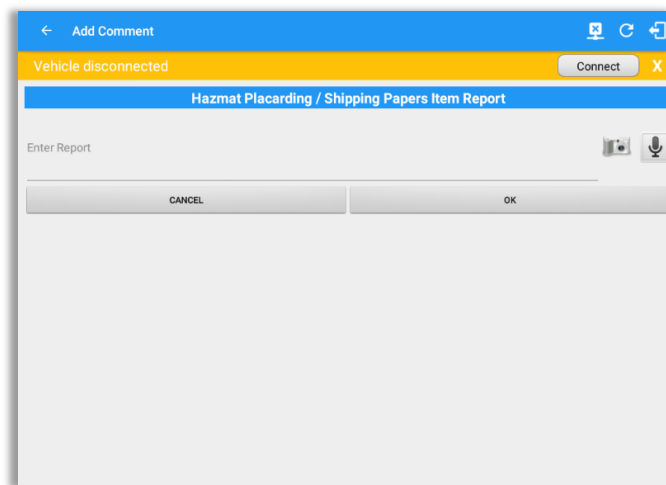 Add Comment
Vehicle disconnected
Connect
X
Hazmat Placarding / Shipping Papers Item Report
Enter Report
CANCEL
OK